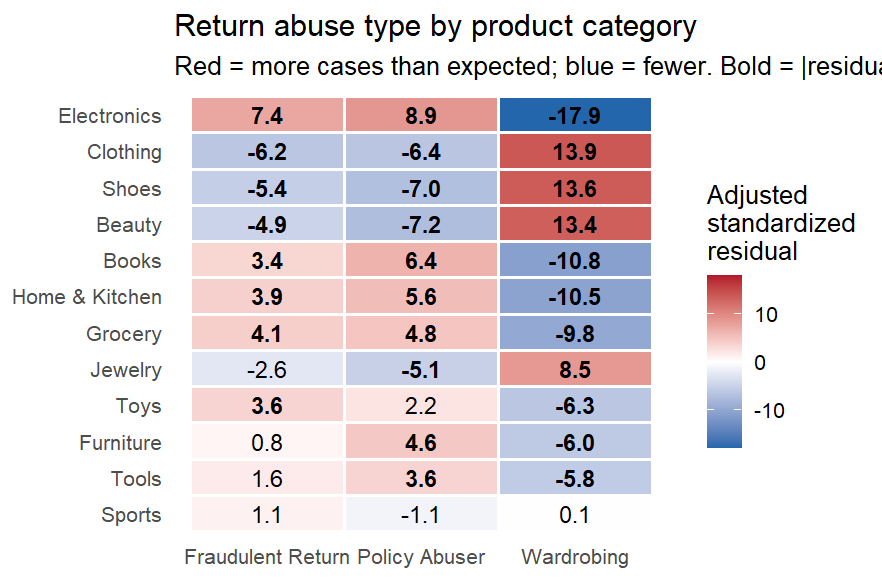 Return abuse type by product category
Red = more cases than expected; blue = fewer. Bold =
Electronics 7.4 8.9 -17.9
Clothing -6.2 -6.4 13.9
Shoes -5.4 -7.0 13.6
Beauty -4.9 -7.2 13.4
Books 3.4 6.4 -10.8
Home & Kitchen 3.9 5.6 -10.5
Grocery 4.1 4.8 -9.8
Jewelry -2.6 -5.1 8.5
Toys 3.6 2.2 -6.3
Furniture 0.8 4.6 -6.0
Tools 1.6 3.6 -5.8
Sports 1.1 -1.1 0.1
Fraudulent Return Policy Abuser Wardrobing
Adjusted
standardized
residual
10
0
-10